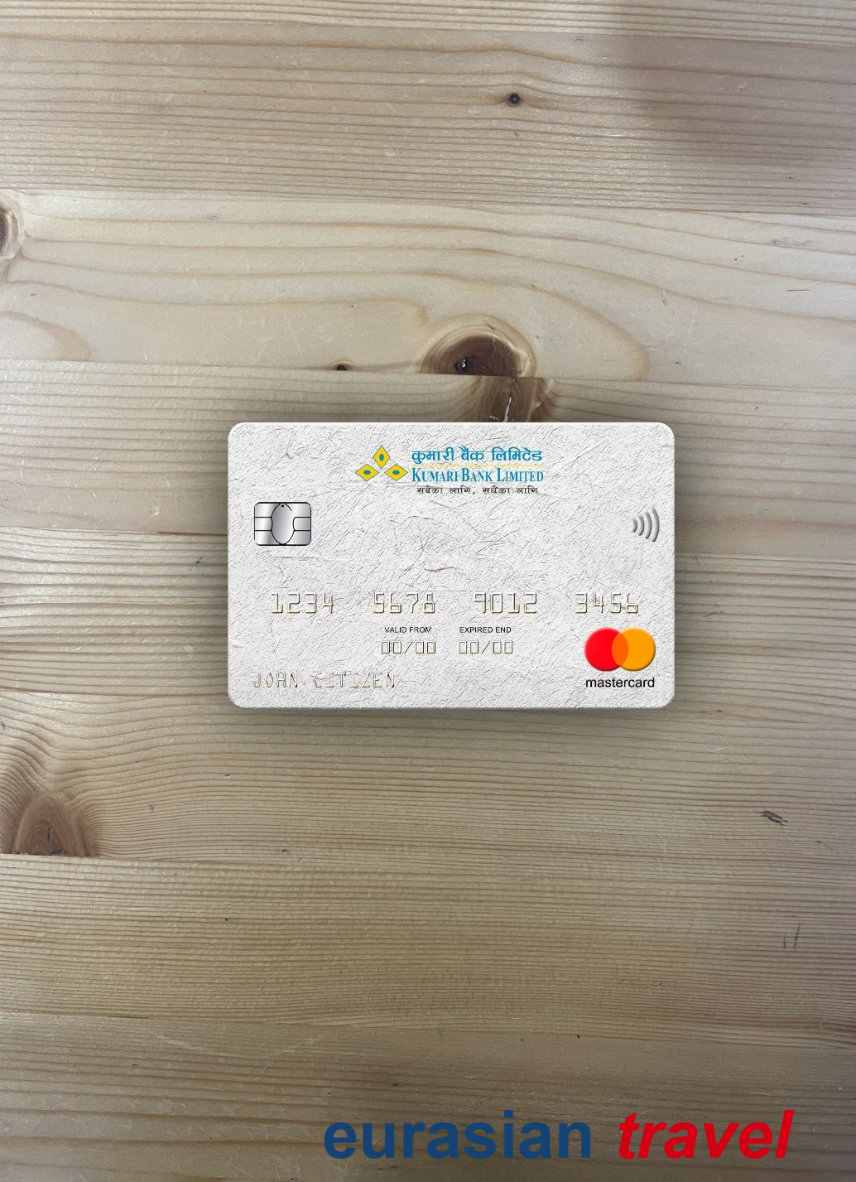 कुमारी बैंक लिमिटेड
KUMARI BANK LIMITED
सबैका लागि, सधैंका लागि
1234 5678 9012 3456
VALID FROM EXPIRED END
00/00 00/00
JOHN CITIZEN
mastercard
eurasian travel